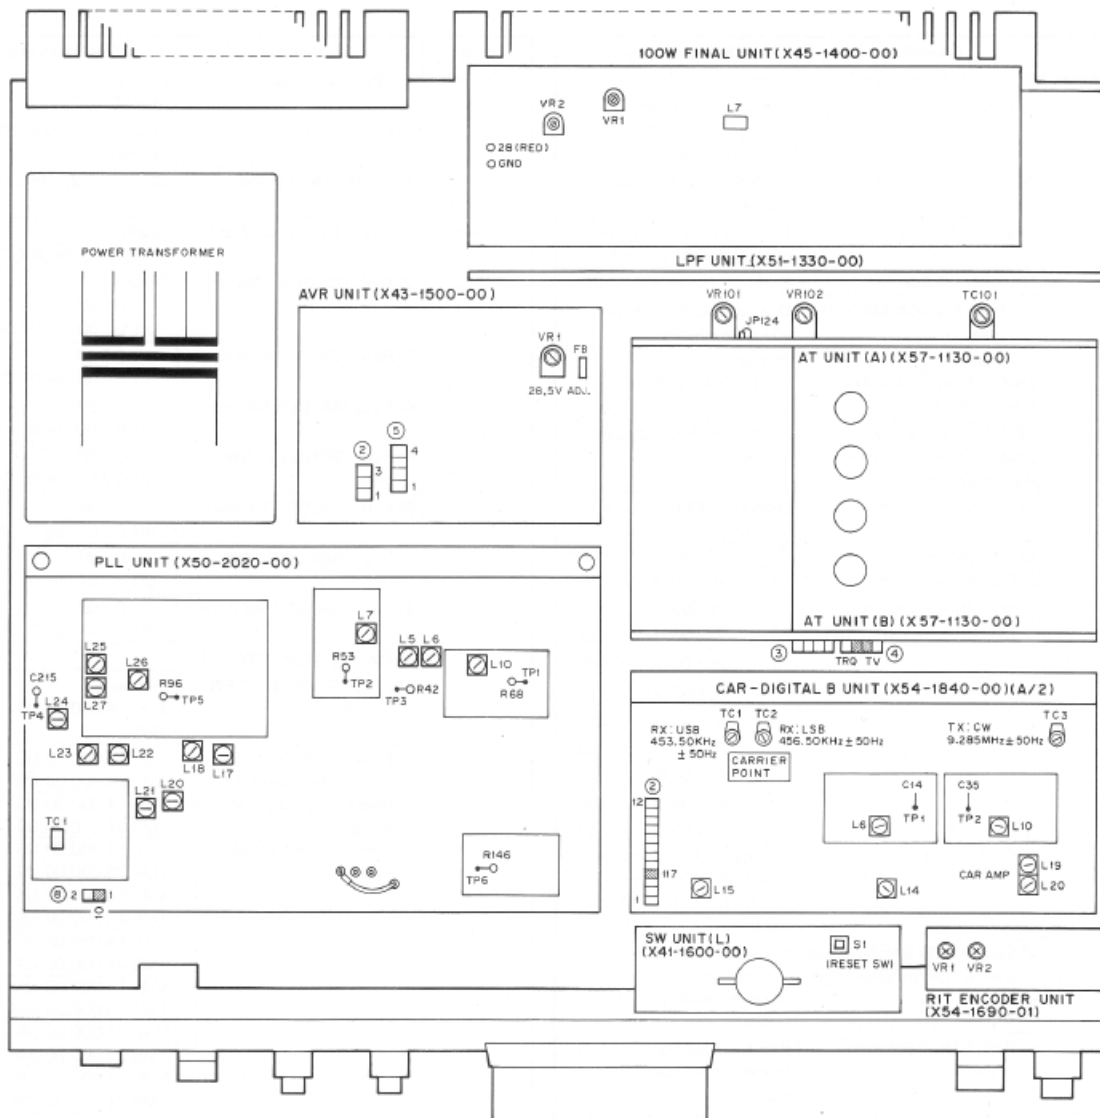 100W FINAL UNIT(X45-1400-00)
VR2
VR1
L7
28(RED)
GND
POWER TRANSFORMER
LPF UNIT.(X51-1330-00)
AVR UNIT(X43-1500-00)
VR1
FB
28.5V ADJ.
2
3
1
5
4
1
VR101
JP124
VR102
TC101
AT UNIT(A)(X57-1130-00)
AT UNIT(B)(X57-1130-00)
3
TRQ TV
4
PLL UNIT(X50-2020-00)
L25
L26
C215
R96
TP5
L27
L24
TP4
L23
L22
L18
L17
L21
L20
TC1
8
2
1
10
L7
R53
TP2
L5
L6
TP3
R42
L10
TP1
R68
R146
TP6
CAR-DIGITAL B UNIT(X54-1840-00)(A/2)
RX:USB
453.50KHz
±50Hz
TC1
TC2
RX:LSB
456.50KHz±50Hz
TX:CW
9.285MHz±50Hz
TC3
CARRIER
POINT
2
12
117
1
C14
TP1
L6
C35
TP2
L10
L15
L14
CAR AMP
L19
L20
SW UNIT(L)
(X41-1600-00)
S1
(RESET SW)
VR1
VR2
RIT ENCODER UNIT
(X54-1690-01)